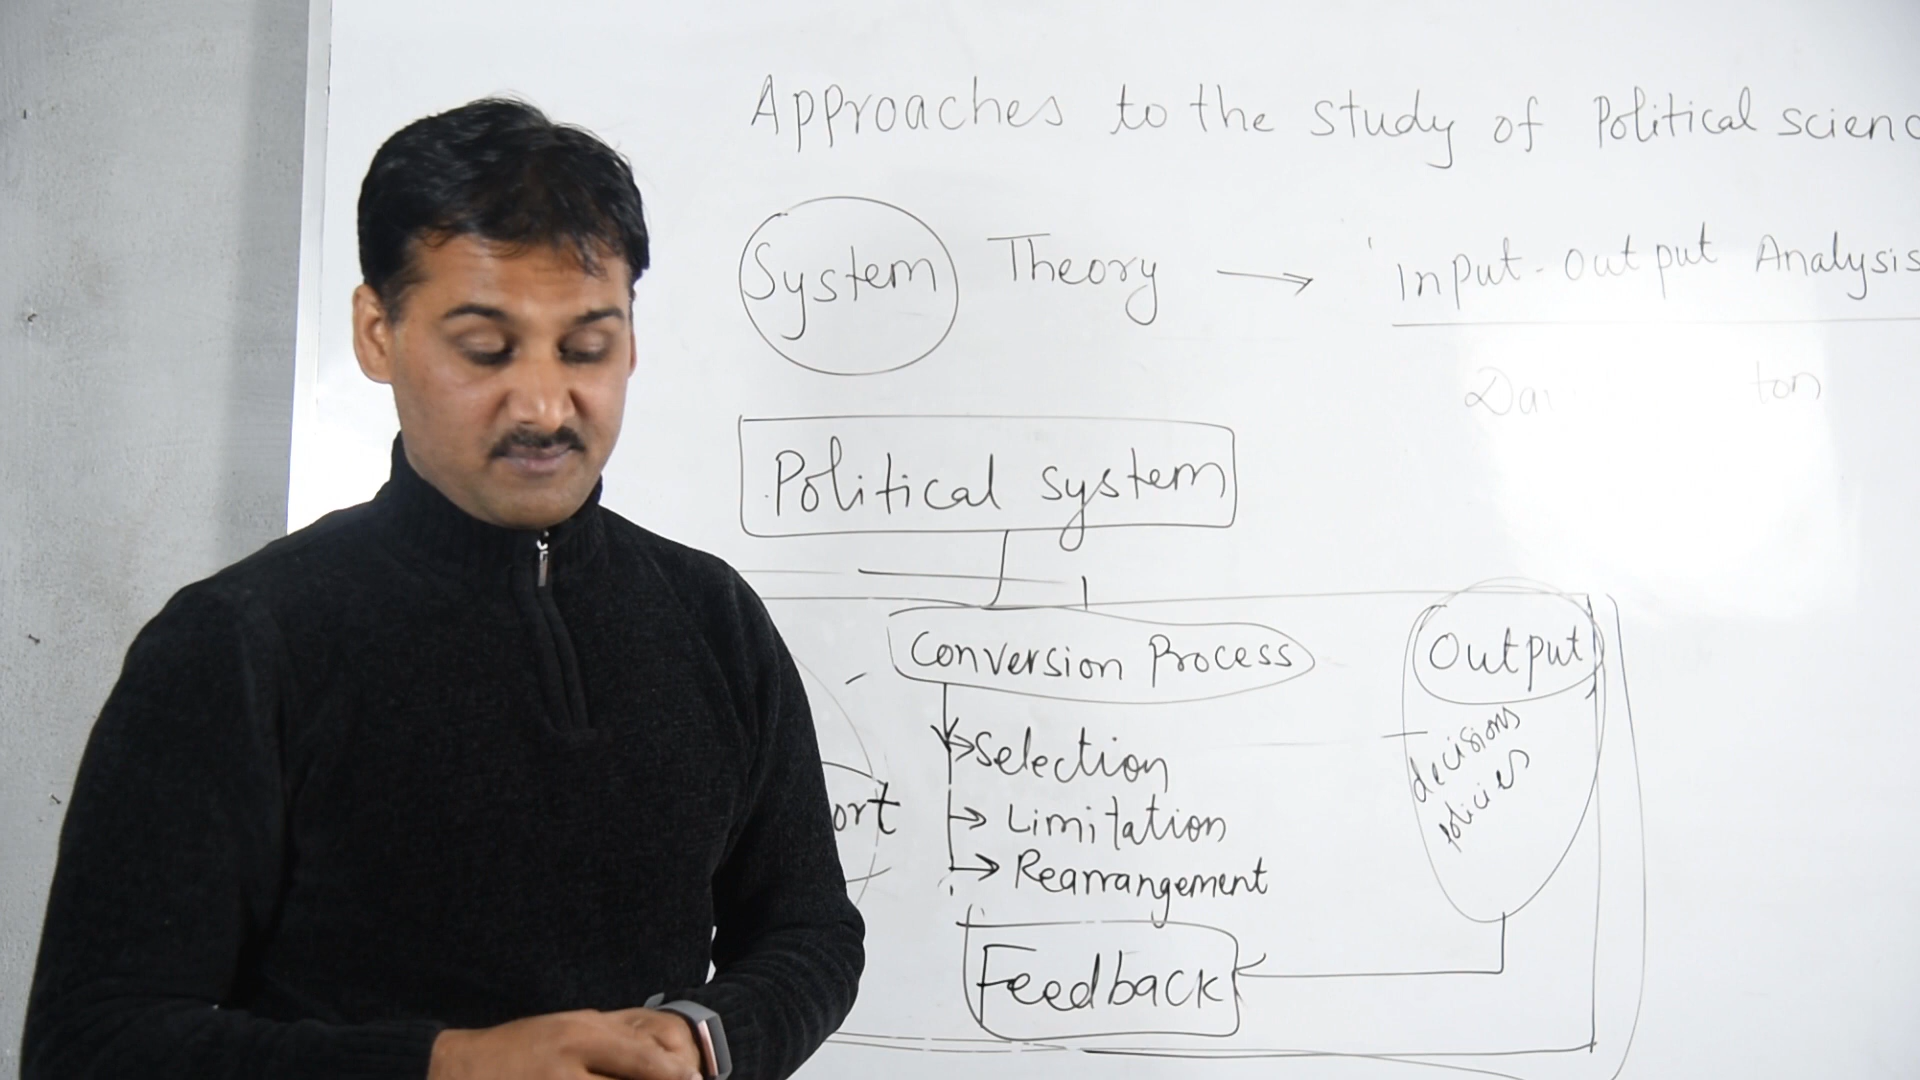 Approaches to the study of Political scienc
System Theory → Input-Output Analysis
Political system
Conversion Process
Output
decisions
policies
→ Selection
ort
→ Limitation
→ Rearrangement
Feedback